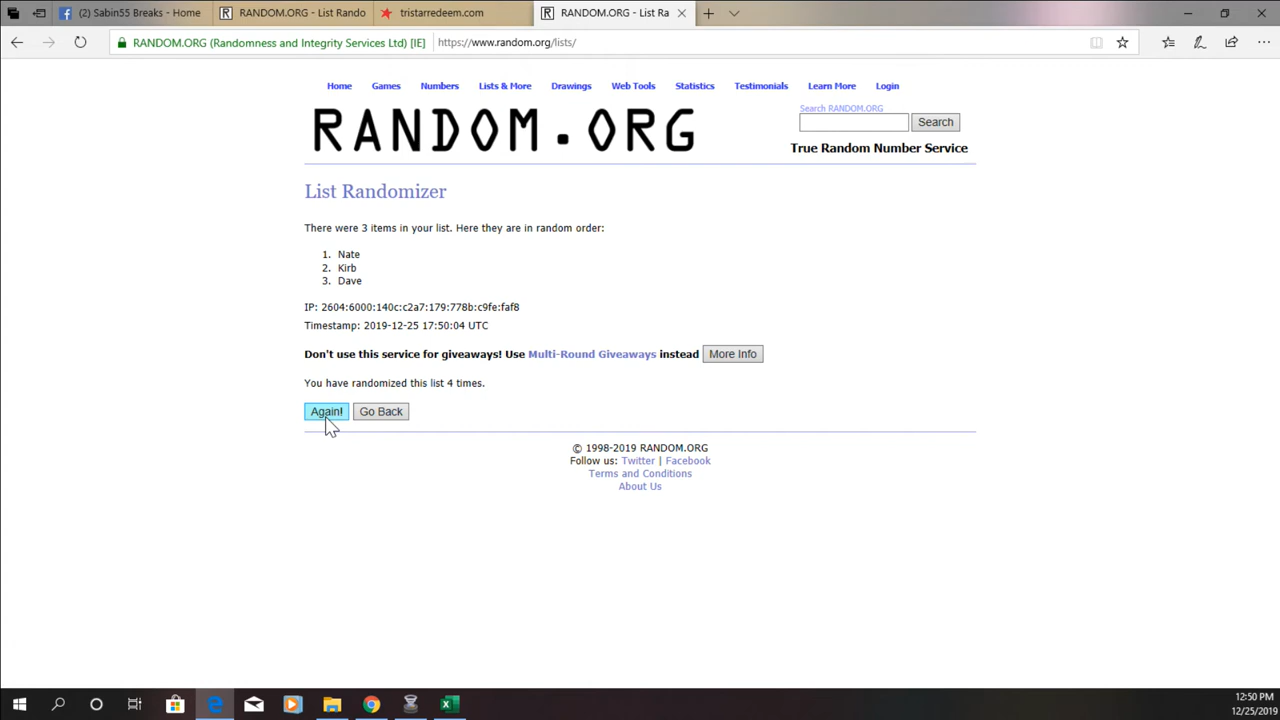 (2) Sabin55 Breaks - Home
RANDOM.ORG - List Rando
tristarredeem.com
RANDOM.ORG - List Ra
RANDOM.ORG (Randomness and Integrity Services Ltd) [IE]
https://www.random.org/lists/
Home Games Numbers Lists & More Drawings Web Tools Statistics Testimonials Learn More Login
RANDOM.ORG
Search RANDOM.ORG
Search
True Random Number Service
List Randomizer
There were 3 items in your list. Here they are in random order:
1. Nate
2. Kirb
3. Dave
IP: 2604:6000:140c:c2a7:179:778b:c9fe:faf8
Timestamp: 2019-12-25 17:50:04 UTC
Don't use this service for giveaways! Use Multi-Round Giveaways instead More Info
You have randomized this list 4 times.
Again! Go Back
© 1998-2019 RANDOM.ORG
Follow us: Twitter | Facebook
Terms and Conditions
About Us
12:50 PM
12/25/2019